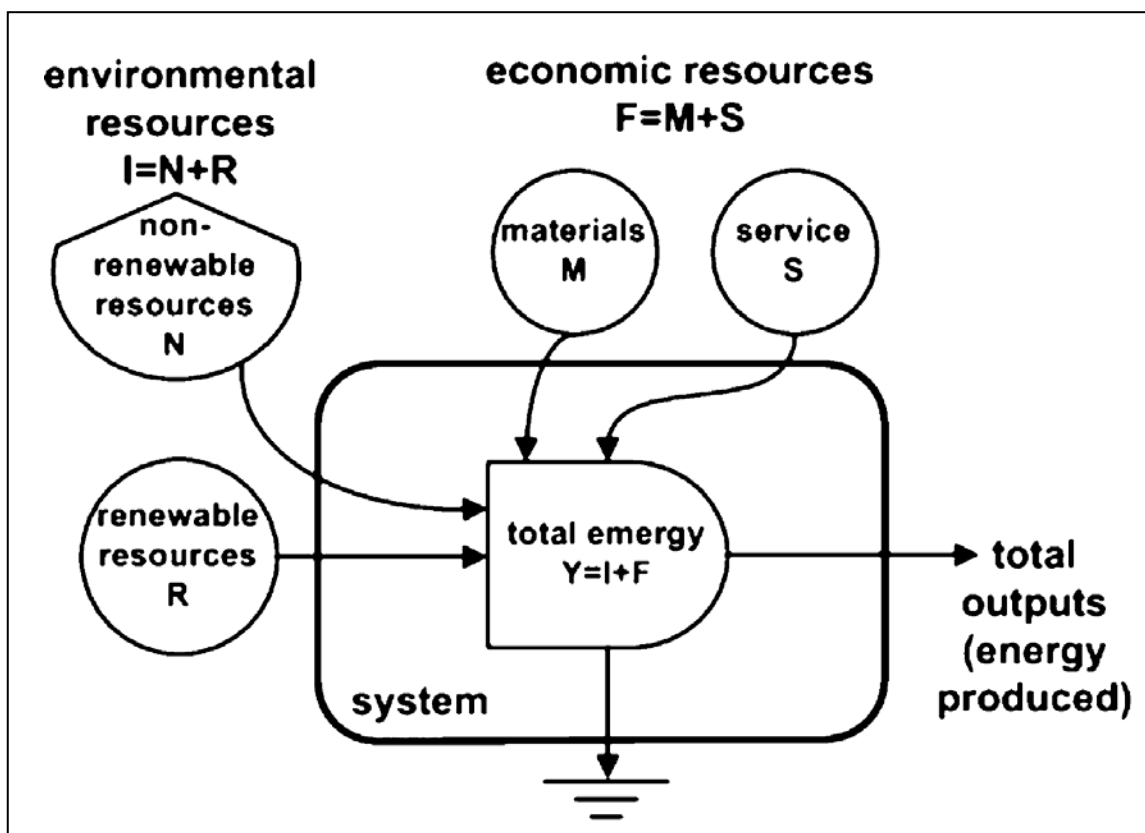 environmental
resources
I=N+R
economic resources
F=M+S
non-
renewable
resources
N
materials
M
service
S
renewable
resources
R
total emergy
Y=I+F
total
outputs
(energy
produced)
system